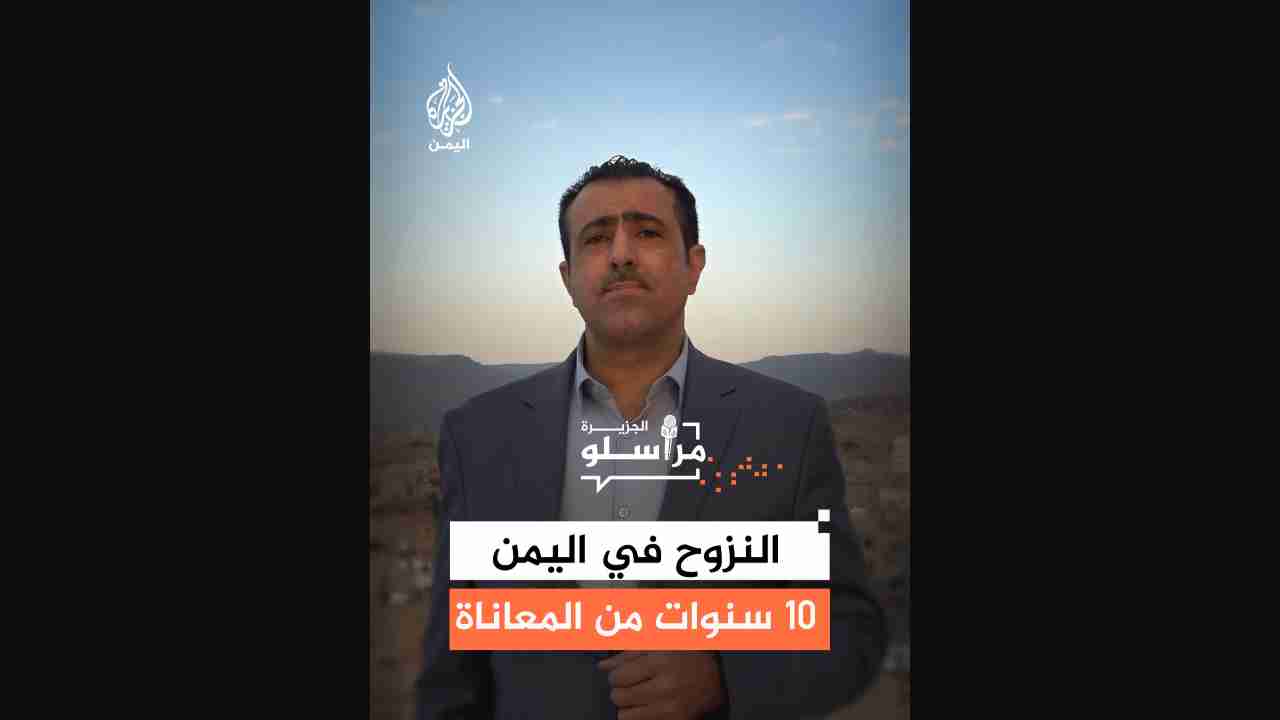 الجزيرة
اليمن
الجزيرة
مراسلو
النزوح في اليمن
10 سنوات من المعاناة